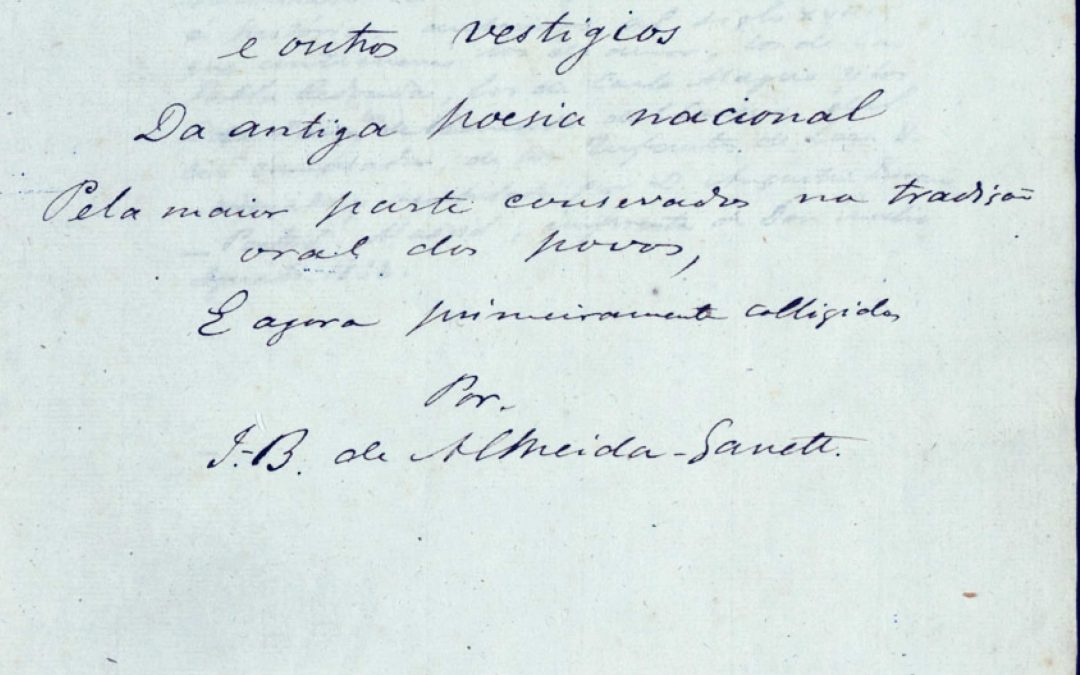 e outros vestigios
Da antiga poesia nacional
Pela maior parte conservados na tradição
oral dos povos,
E agora primeiramente colligidos
Por.
J.-B. de Almeida-Garrett.